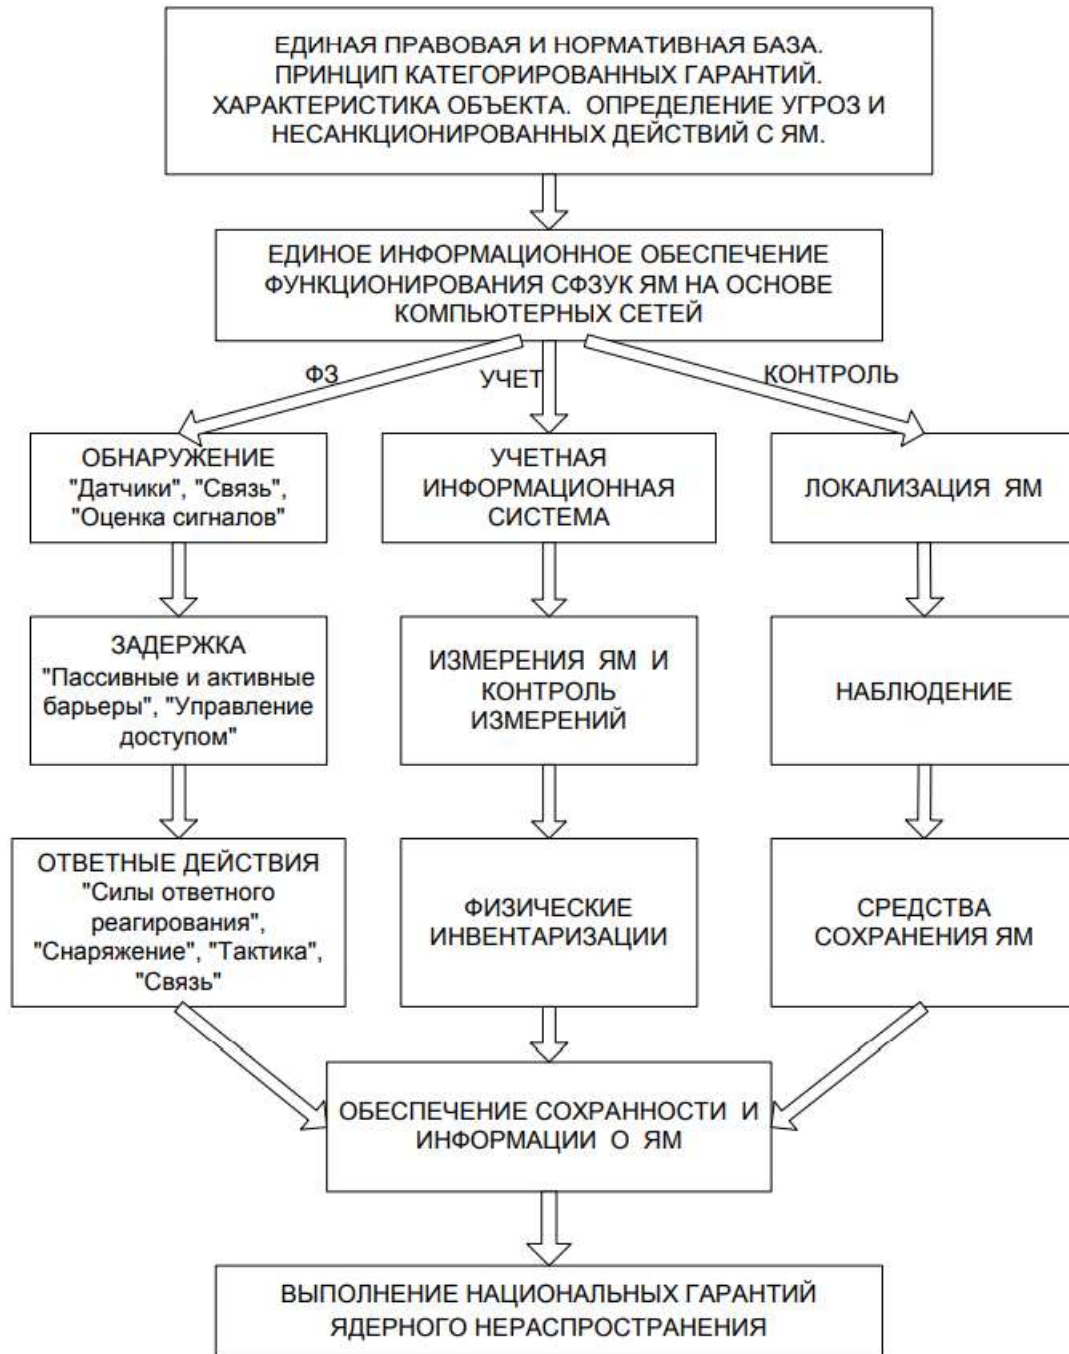 ЕДИНАЯ ПРАВОВАЯ И НОРМАТИВНАЯ БАЗА.
ПРИНЦИП КАТЕГОРИРОВАННЫХ ГАРАНТИЙ.
ХАРАКТЕРИСТИКА ОБЪЕКТА. ОПРЕДЕЛЕНИЕ УГРОЗ И
НЕСАНКЦИОНИРОВАННЫХ ДЕЙСТВИЙ С ЯМ.
ЕДИНОЕ ИНФОРМАЦИОННОЕ ОБЕСПЕЧЕНИЕ
ФУНКЦИОНИРОВАНИЯ СФЗУК ЯМ НА ОСНОВЕ
КОМПЬЮТЕРНЫХ СЕТЕЙ
ФЗ
УЧЕТ
КОНТРОЛЬ
ОБНАРУЖЕНИЕ
"Датчики", "Связь",
"Оценка сигналов"
УЧЕТНАЯ
ИНФОРМАЦИОННАЯ
СИСТЕМА
ЛОКАЛИЗАЦИЯ ЯМ
ЗАДЕРЖКА
"Пассивные и активные
барьеры", "Управление
доступом"
ИЗМЕРЕНИЯ ЯМ И
КОНТРОЛЬ
ИЗМЕРЕНИЙ
НАБЛЮДЕНИЕ
ОТВЕТНЫЕ ДЕЙСТВИЯ
"Силы ответного
реагирования",
"Снаряжение", "Тактика",
"Связь"
ФИЗИЧЕСКИЕ
ИНВЕНТАРИЗАЦИИ
СРЕДСТВА
СОХРАНЕНИЯ ЯМ
ОБЕСПЕЧЕНИЕ СОХРАННОСТИ И
ИНФОРМАЦИИ О ЯМ
ВЫПОЛНЕНИЕ НАЦИОНАЛЬНЫХ ГАРАНТИЙ
ЯДЕРНОГО НЕРАСПРОСТРАНЕНИЯ